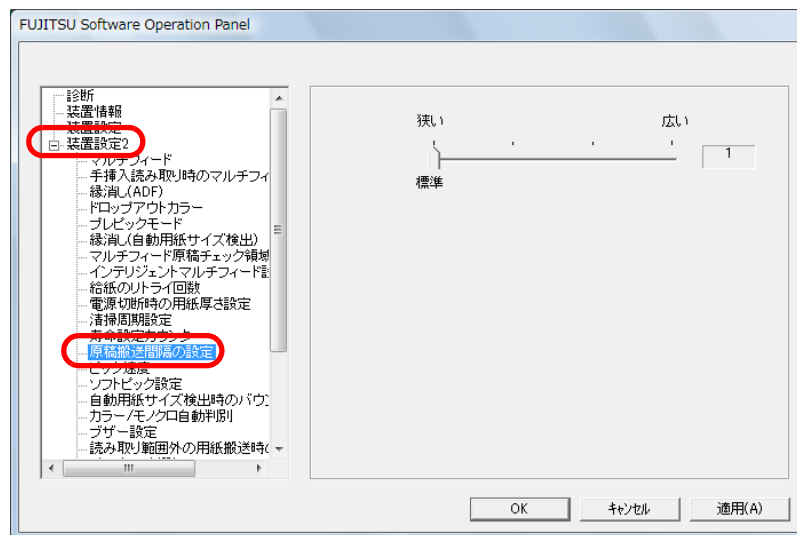 FUJITSU Software Operation Panel
診断
装置情報
装置設定
装置設定2
マルチフィード
手挿入読み取り時のマルチフィ
縁消し(ADF)
ドロップアウトカラー
プレピックモード
縁消し(自動用紙サイズ検出)
マルチフィード原稿チェック領域
インテリジェントマルチフィード
給紙のリトライ回数
電源切断時の用紙厚さ設定
清掃周期設定
寿命設定カウンタ
原稿搬送間隔の設定
ピック速度
ソフトピック設定
自動用紙サイズ検出時のバウ
カラー/モノクロ自動判別
ブザー設定
読み取り範囲外の用紙搬送時
狭い
広い
1
標準
OK
キャンセル
適用(A)